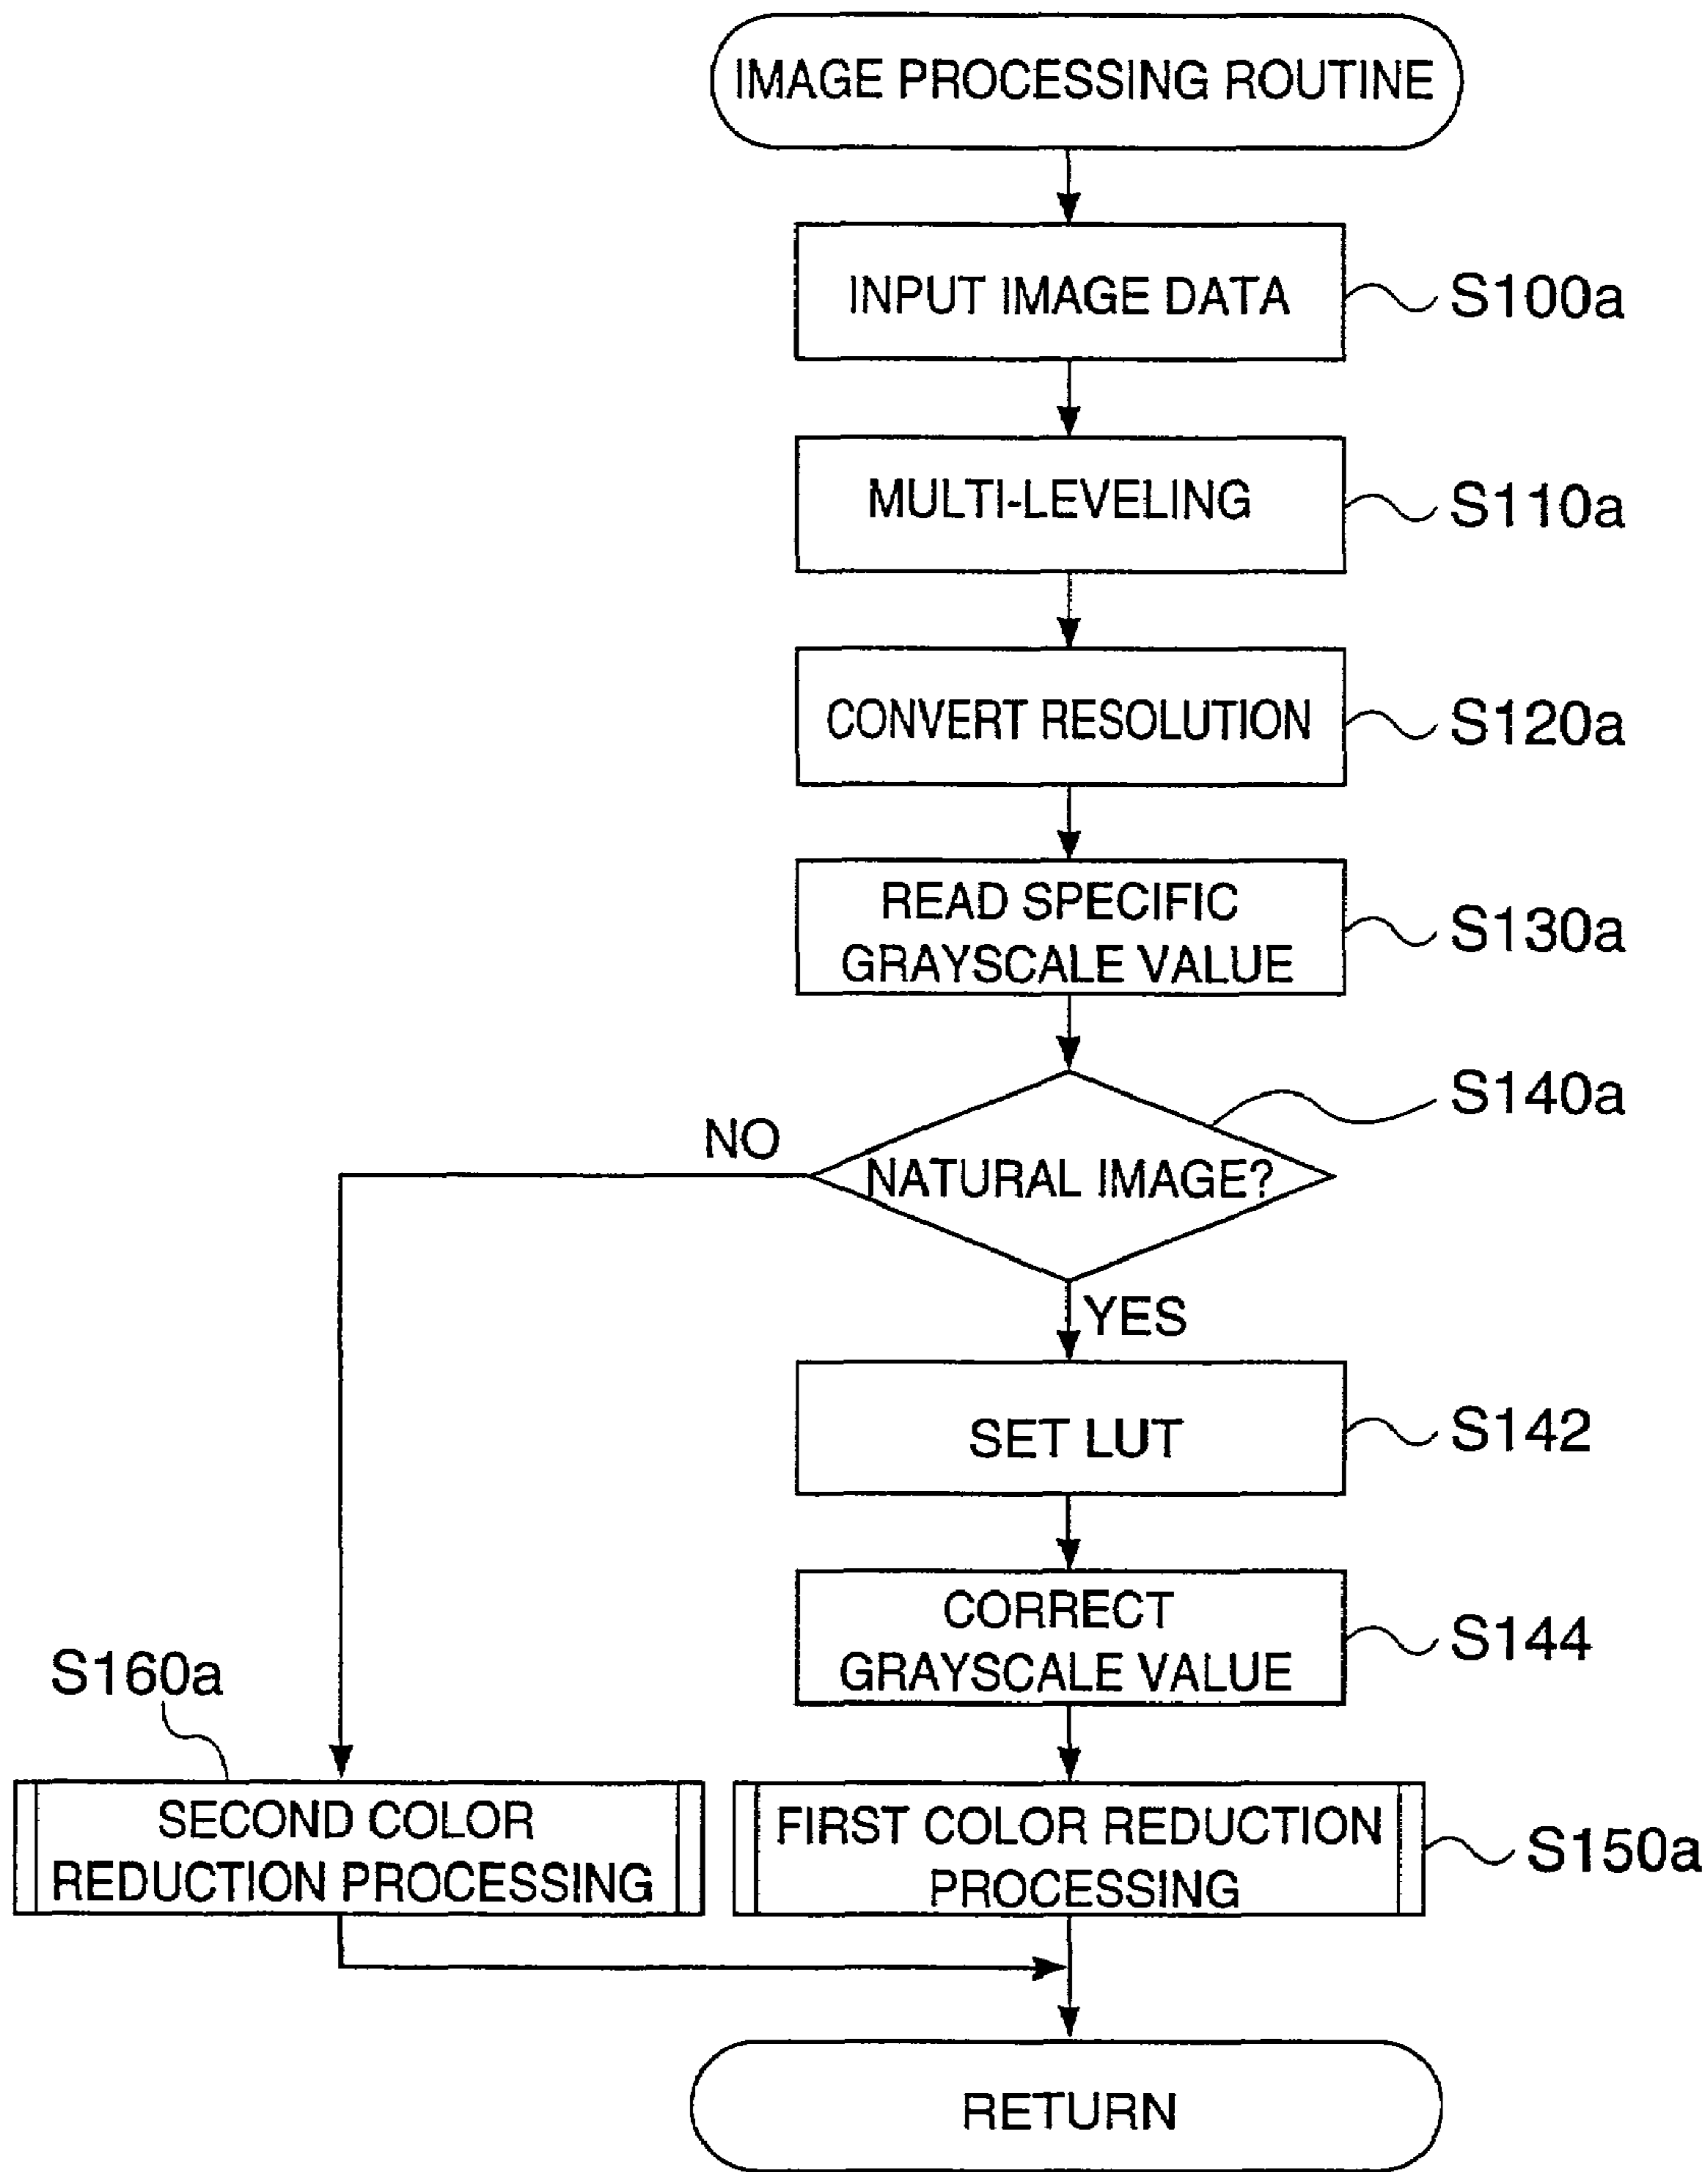 IMAGE PROCESSING ROUTINE
INPUT IMAGE DATA
S100a
MULTI-LEVELING
S110a
CONVERT RESOLUTION
S120a
READ SPECIFIC
GRAYSCALE VALUE
S130a
S140a
NO
NATURAL IMAGE?
YES
SET LUT
S142
CORRECT
GRAYSCALE VALUE
S144
S160a
SECOND COLOR
REDUCTION PROCESSING
FIRST COLOR REDUCTION
PROCESSING
S150a
RETURN